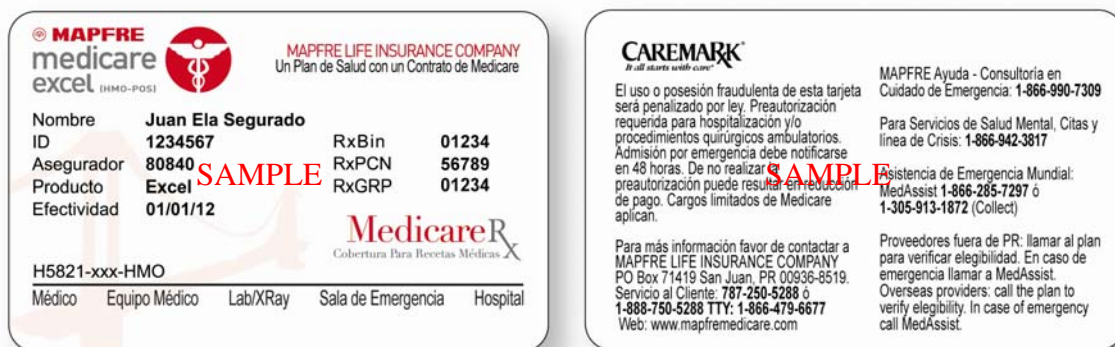 MAPFRE
medicare
excel (HMO-POS)
MAPFRE LIFE INSURANCE COMPANY
Un Plan de Salud con un Contrato de Medicare
Nombre Juan Ela Segurado
ID 1234567 RxBin 01234
Asegurador 80840 RxPCN 56789
Producto Excel RxGRP 01234
SAMPLE
Efectividad 01/01/12
MedicareRx
Cobertura Para Recetas Médicas
H5821-xxx-HMO
Médico Equipo Médico Lab/XRay Sala de Emergencia Hospital
CAREMARK
It all starts with care
El uso o posesión fraudulenta de esta tarjeta
será penalizado por ley. Preautorización
requerida para hospitalización y/o
procedimientos quirúrgicos ambulatorios.
Admisión por emergencia debe notificarse
en 48 horas. De no realizar la
preautorización puede resultar en reducción
de pago. Cargos limitados de Medicare
aplican.
SAMPLE
Para más información favor de contactar a
MAPFRE LIFE INSURANCE COMPANY
PO Box 71419 San Juan, PR 00936-8519.
Servicio al Cliente: 787-250-5288 ó
1-888-750-5288 TTY: 1-866-479-6677
Web: www.mapfremedicare.com
MAPFRE Ayuda - Consultoría en
Cuidado de Emergencia: 1-866-990-7309
Para Servicios de Salud Mental, Citas y
línea de Crisis: 1-866-942-3817
Asistencia de Emergencia Mundial:
MedAssist 1-866-285-7297 ó
1-305-913-1872 (Collect)
Proveedores fuera de PR: llamar al plan
para verificar elegibilidad. En caso de
emergencia llamar a MedAssist.
Overseas providers: call the plan to
verify elegibility. In case of emergency
call MedAssist.